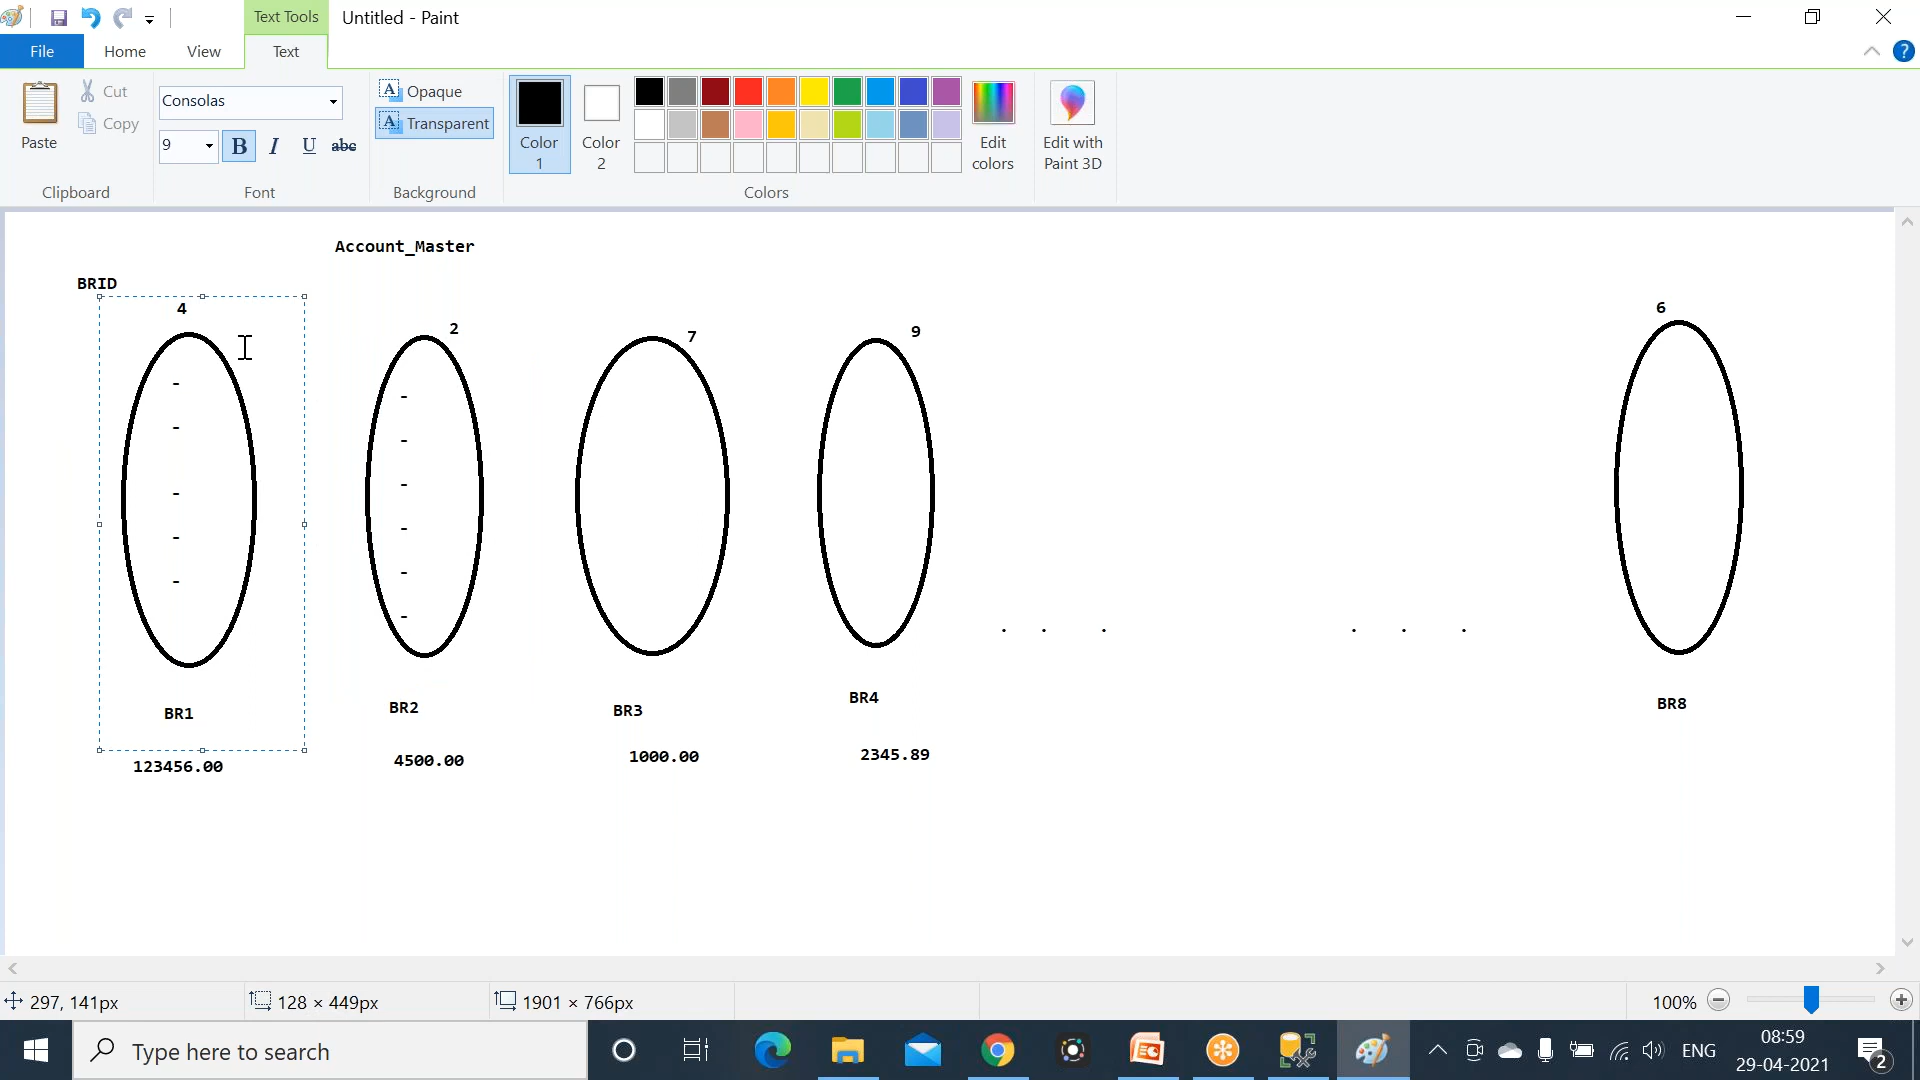 Text Tools
Untitled - Paint
File
Home
View
Text
Paste
Cut
Copy
Clipboard
Consolas
9
B
I
U
abc
Font
A
Opaque
A
Transparent
Background
Color
1
Color
2
Colors
Edit
colors
Edit with
Paint 3D
?
Account_Master
BRID
4
2
7
9
6
-
-
-
-
-
-
-
-
-
-
-
. . . . . .
BR1
BR2
BR3
BR4
BR8
123456.00
4500.00
1000.00
2345.89
297, 141px
128 × 449px
1901 × 766px
100%
Type here to search
ENG
08:59
29-04-2021
2